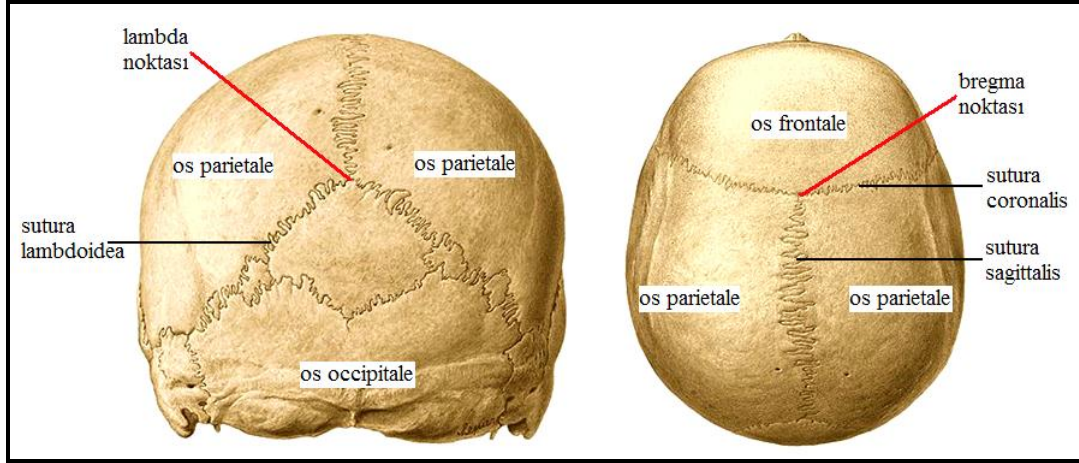 lambda
noktası
os parietale
os parietale
sutura
lambdoidea
os occipitale
bregma
noktası
os frontale
sutura
coronalis
sutura
sagittalis
os parietale
os parietale